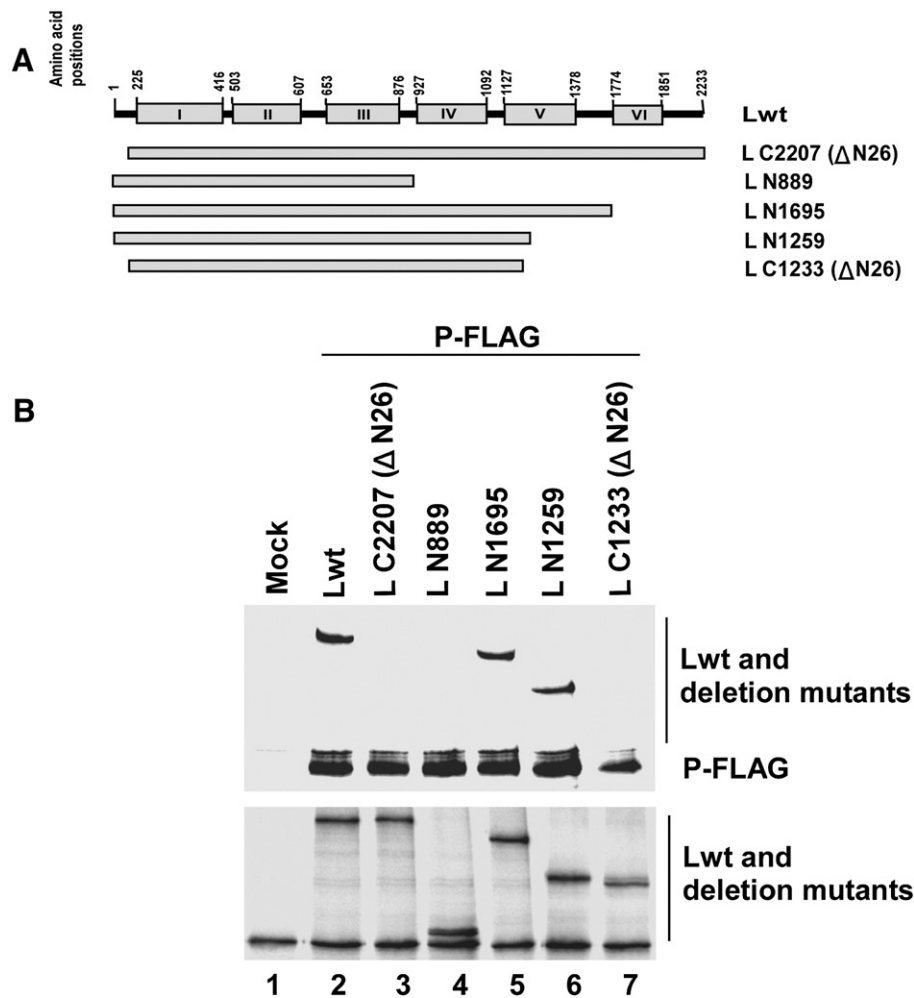 A
Amino acid
positions
1 225 416 503 607 653 876 927 1092 1127 1378 1774 1851 2233
I II III IV V VI Lwt
L C2207 (Δ N26)
L N889
L N1695
L N1259
L C1233 (Δ N26)
P-FLAG
B
Mock Lwt L C2207 (Δ N26) L N889 L N1695 L N1259 L C1233 (Δ N26)
Lwt and
deletion mutants
P-FLAG
Lwt and
deletion mutants
1 2 3 4 5 6 7